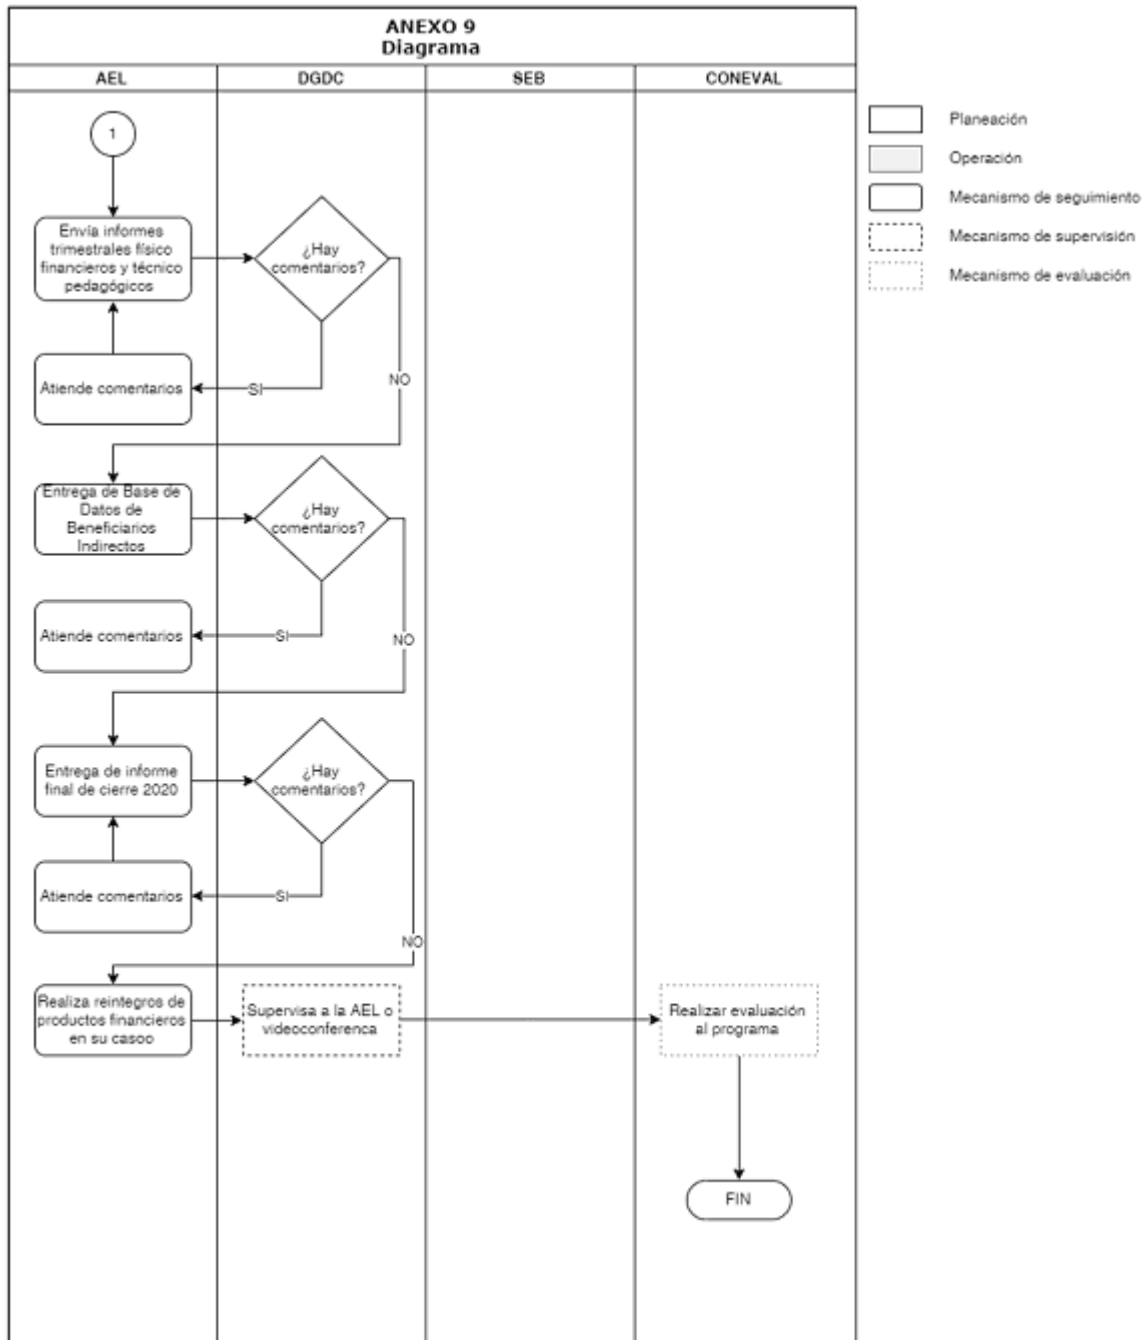 ANEXO 9
Diagrama
AEL
DGDC
SEB
CONEVAL
1
Envía informes
trimestrales físico
financieros y técnico
pedagógicos
¿Hay
comentarios?
Atiende comentarios
SI
NO
Entrega de Base de
Datos de
Beneficiarios
Indirectos
¿Hay
comentarios?
Atiende comentarios
SI
NO
Entrega de informe
final de cierre 2020
¿Hay
comentarios?
Atiende comentarios
SI
NO
Realiza reintegros de
productos financieros
en su casoo
Supervisa a la AEL o
videoconferenca
Realizar evaluación
al programa
FIN
Planeación
Operación
Mecanismo de seguimiento
Mecanismo de supervisión
Mecanismo de evaluación